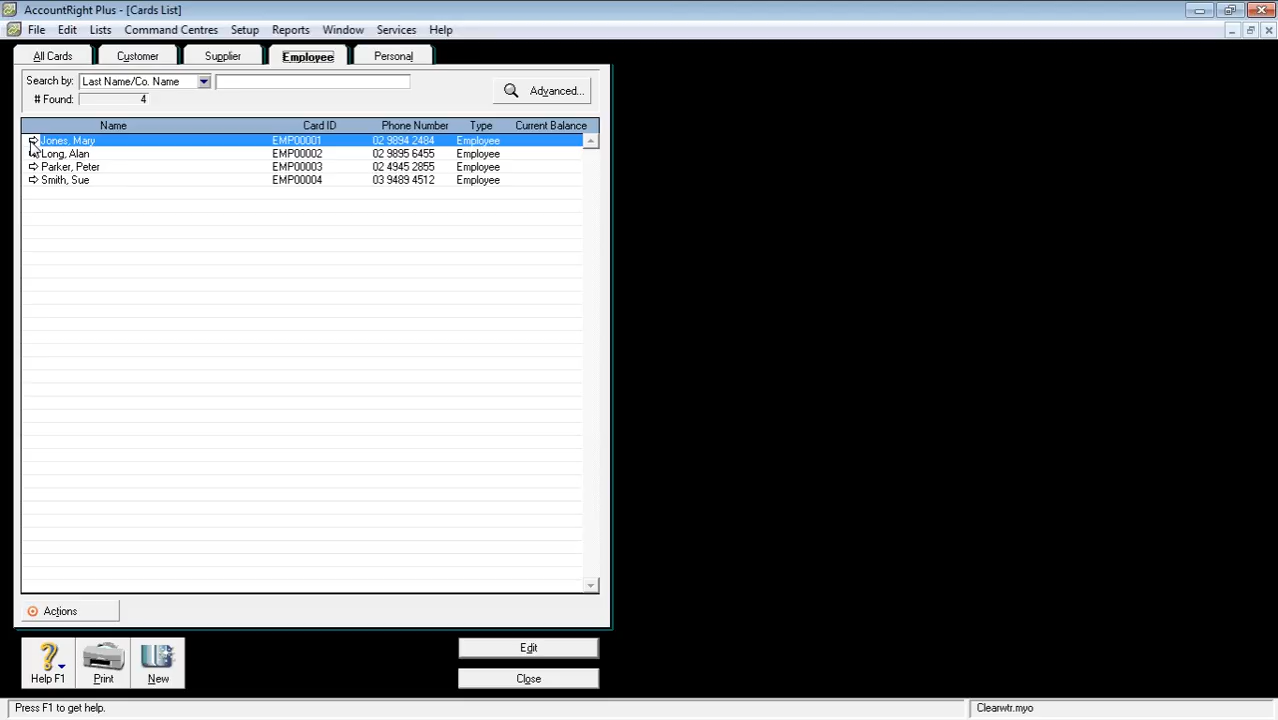 AccountRight Plus - [Cards List]
File Edit Lists Command Centres Setup Reports Window Services Help
All Cards Customer Supplier Employee Personal
Search by: Last Name/Co. Name
# Found: 4
Advanced...
Name Card ID Phone Number Type Current Balance
Jones, Mary EMP00001 02 9894 2484 Employee
Long, Alan EMP00002 02 9895 6455 Employee
Parker, Peter EMP00003 02 4945 2855 Employee
Smith, Sue EMP00004 03 9489 4512 Employee
Actions
Edit
Help F1 Print New
Close
Press F1 to get help. Clearwtr.myo